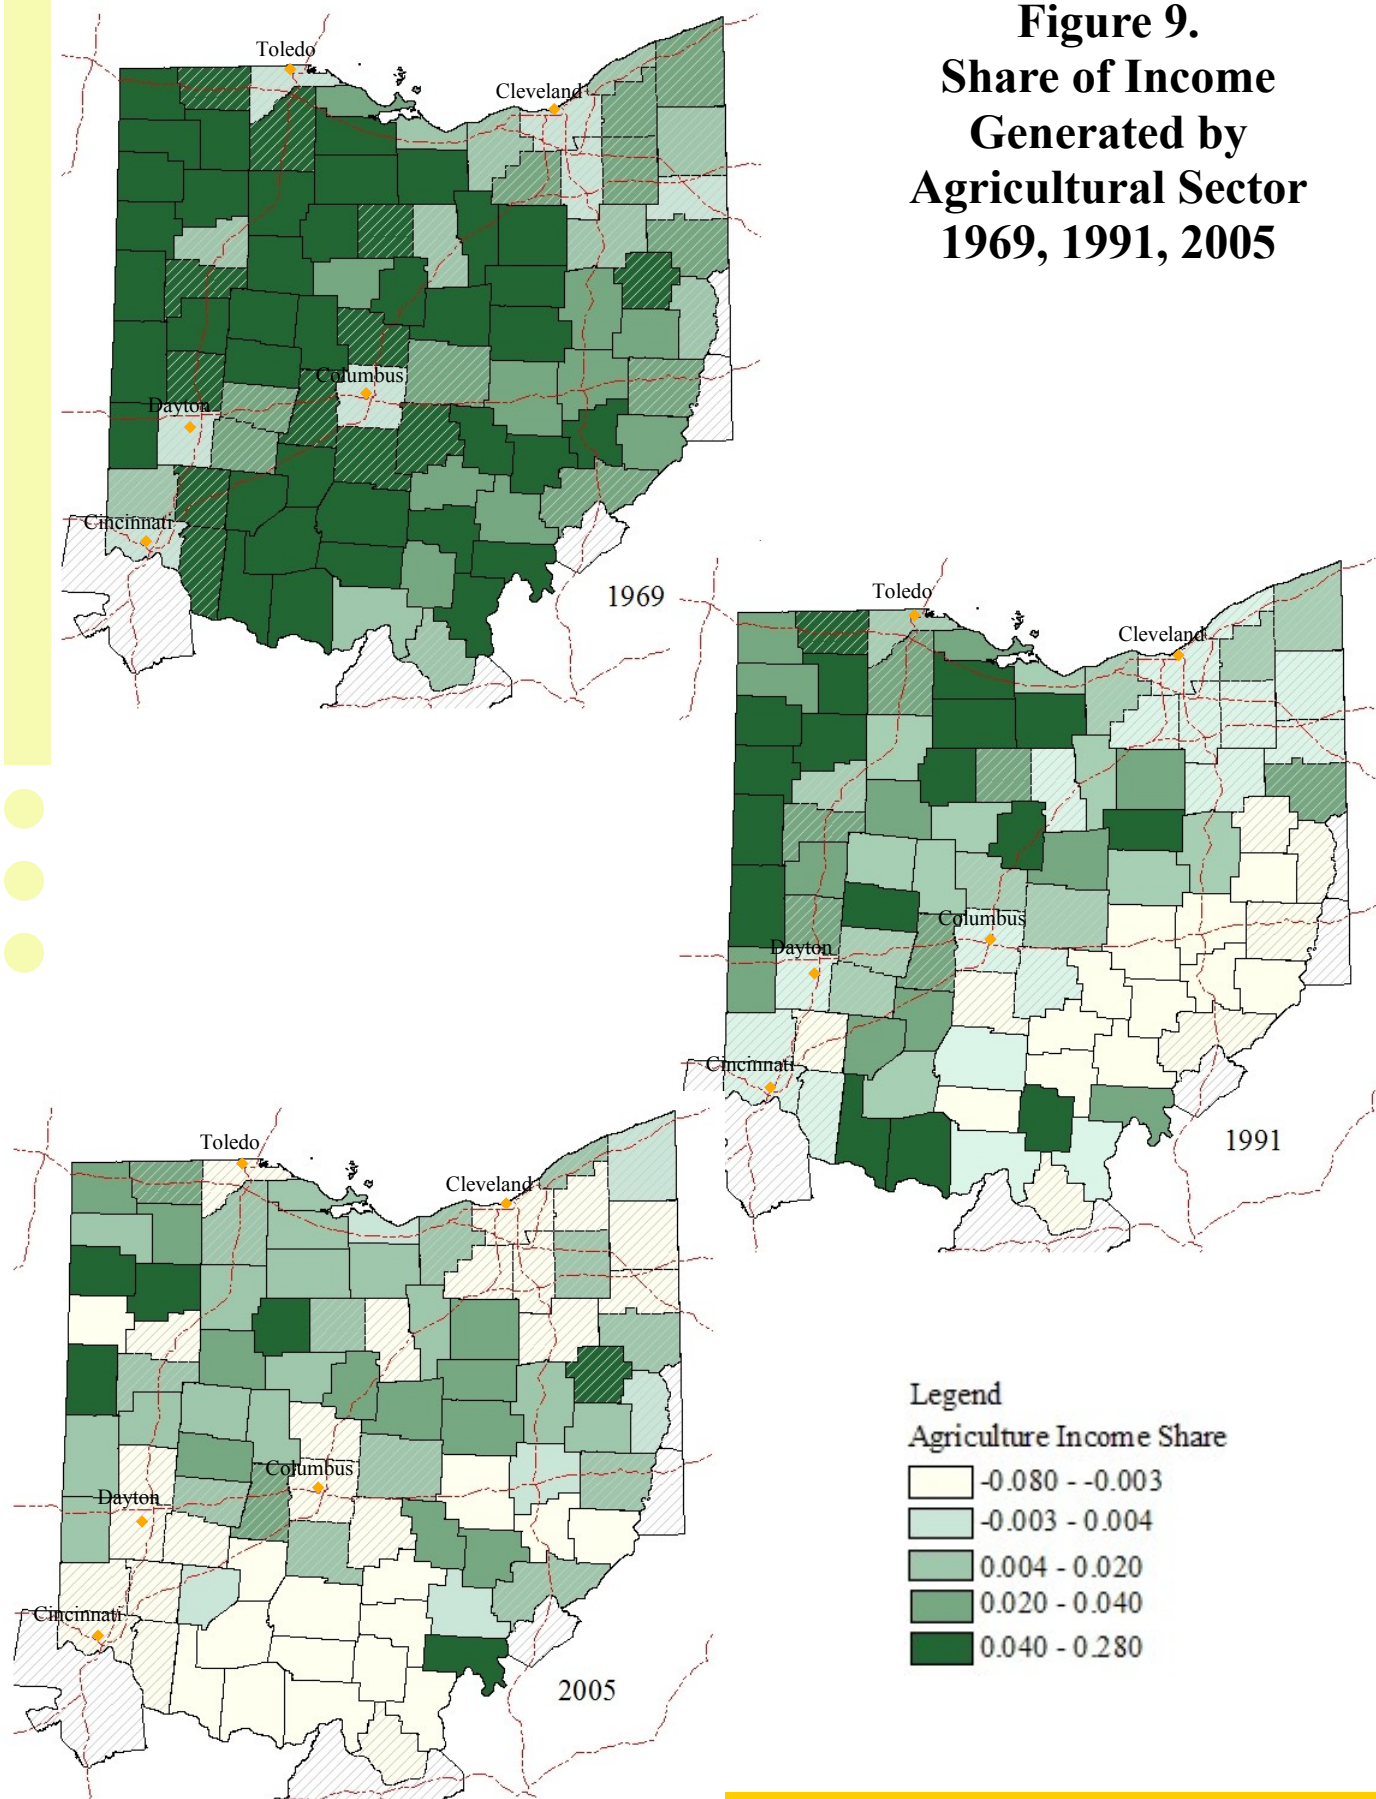 Figure 9.
Share of Income
Generated by
Agricultural Sector
1969, 1991, 2005
Toledo
Cleveland
Columbus
Dayton
Cincinnati
1969
Toledo
Cleveland
Columbus
Dayton
Cincinnati
1991
Toledo
Cleveland
Columbus
Dayton
Cincinnati
2005
Legend
Agriculture Income Share
-0.080 - -0.003
-0.003 - 0.004
0.004 - 0.020
0.020 - 0.040
0.040 - 0.280